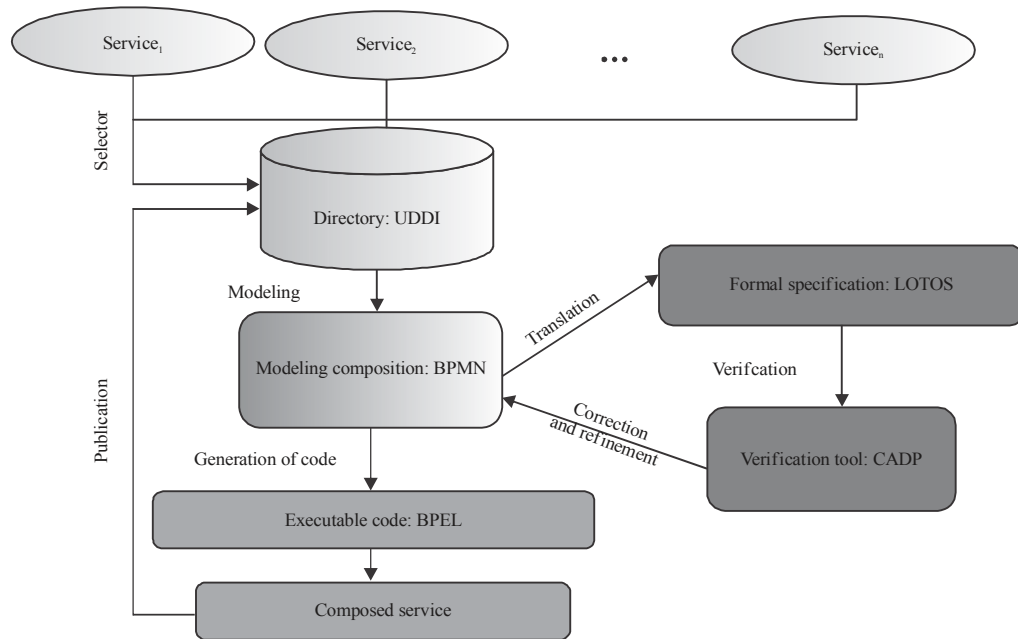 Service1
Service2
...
Servicen
Selector
Directory: UDDI
Modeling
Translation
Formal specification: LOTOS
Modeling composition: BPMN
Verifcation
Correction
and refinement
Verification tool: CADP
Publication
Generation of code
Executable code: BPEL
Composed service